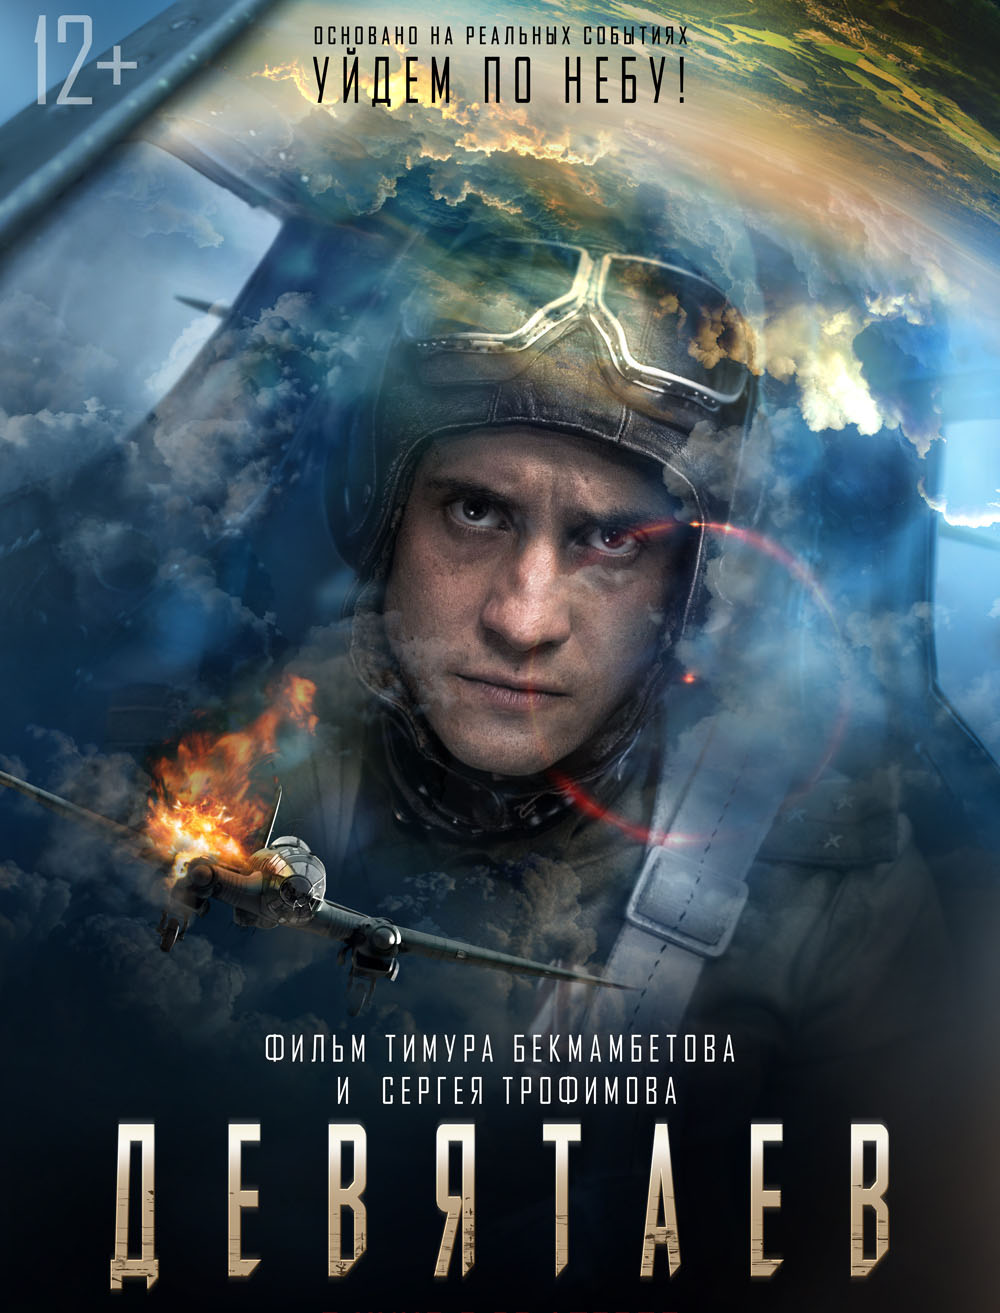 12+
ОСНОВАНО НА РЕАЛЬНЫХ СОБЫТИЯХ
УЙДЕМ ПО НЕБУ!
ФИЛЬМ ТИМУРА БЕКМАМБЕТОВА
И СЕРГЕЯ ТРОФИМОВА
ДЕВЯТАЕВ